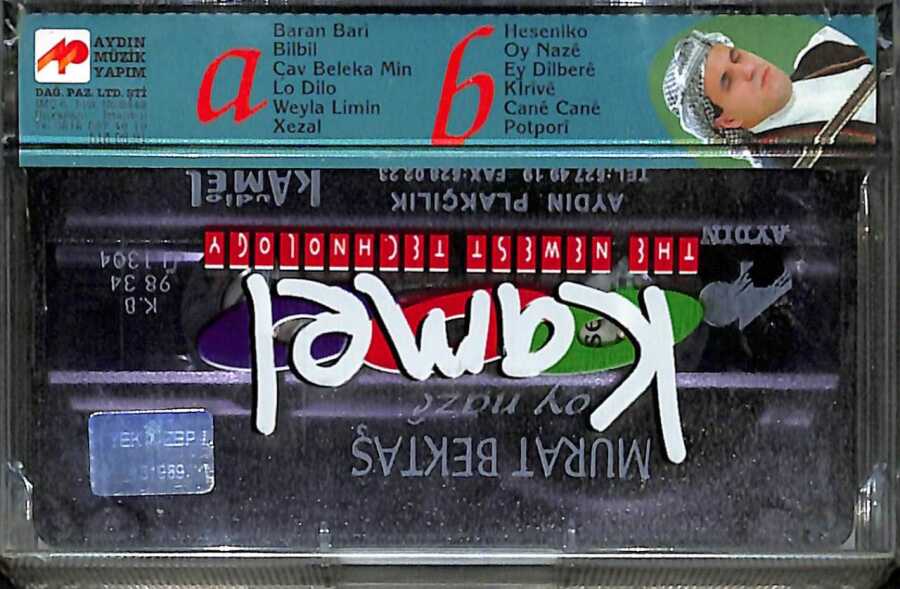 AYDIN
MÜZİK
YAPIM
DAĞ. PAZ. LTD. ŞTİ
a
Baran Bari
Bilbil
Çav Beleka Min
Lo Dilo
Weyla Limin
Xezal
b
Heseniko
Oy Nazê
Ey Dilberê
Kîrîvê
Canê Canê
Potporî
MURAT BEKTAŞ
oy nazê
Kamel
THE NEWEST TECHNOLOGY
K.B
98 34
Ü 1304
AYDIN
AYDIN PLAKÇILIK
TEL:527 49 19 FAX:528 02 23
KAMEL